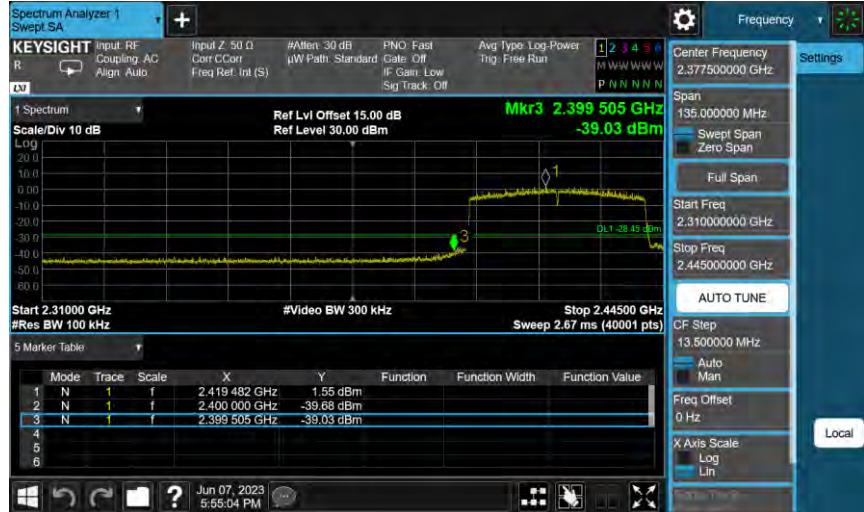 Spectrum Analyzer 1
Swept SA
+
Frequency
KEYSIGHT
R
LXI
Input: RF
Coupling: AC
Align: Auto
Input Z: 50 Ω
Corr CCorr
Freq Ref: Int (S)
#Atten: 30 dB
µW Path: Standard
PNO: Fast
Gate: Off
IF Gain: Low
Sig Track: Off
Avg Type: Log-Power
Trig: Free Run
1 2 3 4 5 6
M W W W W W
P N N N N N
1 Spectrum
Scale/Div 10 dB
Ref Lvl Offset 15.00 dB
Ref Level 30.00 dBm
Mkr3 2.399 505 GHz
-39.03 dBm
Log
20.0
10.0
0.00
-10.0
-20.0
-30.0
-40.0
-50.0
-60.0
1
3
DL1 -28.45 dBm
Start 2.31000 GHz
#Res BW 100 kHz
#Video BW 300 kHz
Stop 2.44500 GHz
Sweep 2.67 ms (40001 pts)
5 Marker Table
Mode Trace Scale X Y Function Function Width Function Value
1 N 1 f 2.419 482 GHz 1.55 dBm
2 N 1 f 2.400 000 GHz -39.68 dBm
3 N 1 f 2.399 505 GHz -39.03 dBm
4
5
6
?
Jun 07, 2023
5:55:04 PM
Center Frequency
2.377500000 GHz
Span
135.000000 MHz
Swept Span
Zero Span
Full Span
Start Freq
2.310000000 GHz
Stop Freq
2.445000000 GHz
AUTO TUNE
CF Step
13.500000 MHz
Auto
Man
Freq Offset
0 Hz
X Axis Scale
Log
Lin
Settings
Local